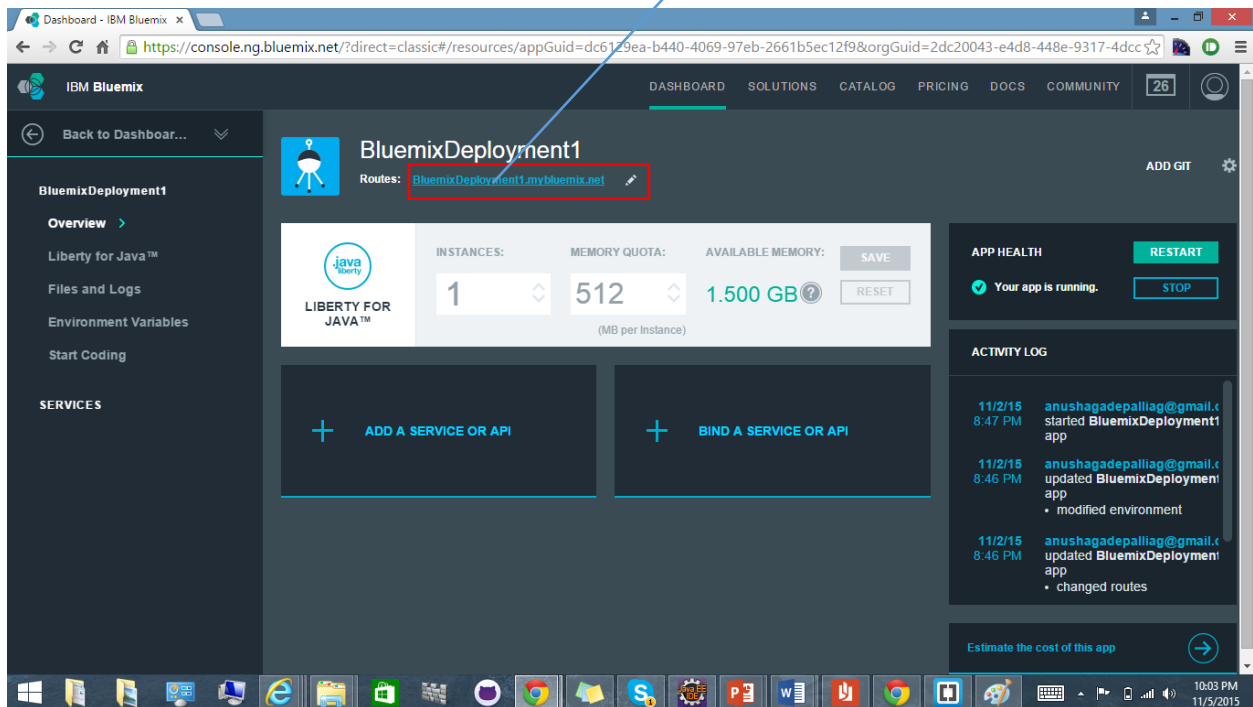 Dashboard - IBM Bluemix
https://console.ng.bluemix.net/?direct=classic#/resources/appGuid=dc6129ea-b440-4069-97eb-2661b5ec12f9&orgGuid=2dc20043-e4d8-448e-9317-4dcc
IBM Bluemix
DASHBOARD SOLUTIONS CATALOG PRICING DOCS COMMUNITY 26
Back to Dashboar...
BluemixDeployment1
Routes: BluemixDeployment1.mybluemix.net
ADD GIT
BluemixDeployment1
Overview >
Liberty for Java™
Files and Logs
Environment Variables
Start Coding
SERVICES
java
liberty
LIBERTY FOR
JAVA™
INSTANCES: MEMORY QUOTA: AVAILABLE MEMORY: SAVE
1 512 1.500 GB ? RESET
(MB per Instance)
+ ADD A SERVICE OR API
+ BIND A SERVICE OR API
APP HEALTH RESTART
Your app is running. STOP
ACTIVITY LOG
11/2/15 anushagadepalliag@gmail.c
8:47 PM started BluemixDeployment1
app
11/2/15 anushagadepalliag@gmail.c
8:46 PM updated BluemixDeployment
app
• modified environment
11/2/15 anushagadepalliag@gmail.c
8:46 PM updated BluemixDeployment
app
• changed routes
Estimate the cost of this app
10:03 PM
11/5/2015